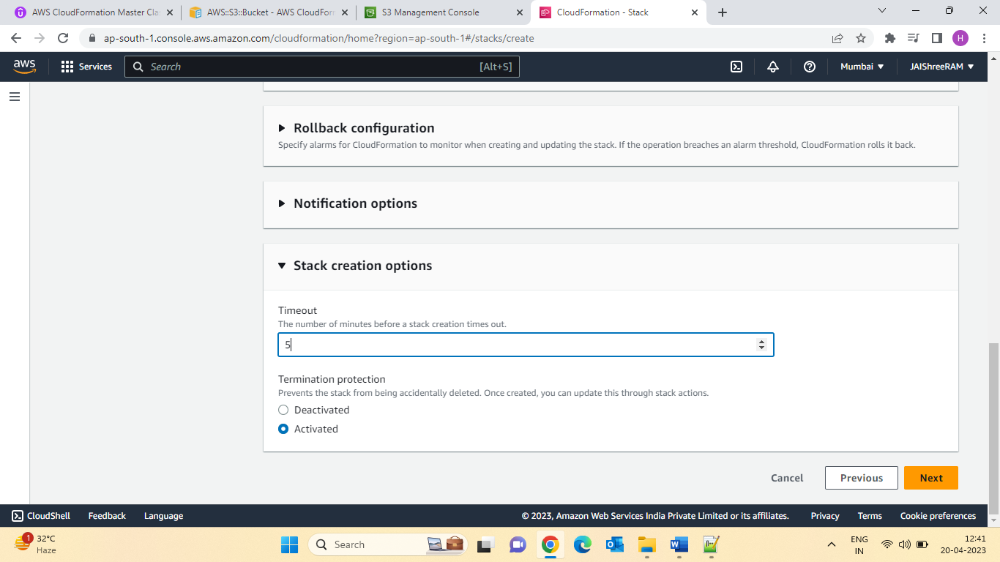 AWS CloudFormation Master Cla
AWS::S3::Bucket - AWS CloudForm
S3 Management Console
CloudFormation - Stack
ap-south-1.console.aws.amazon.com/cloudformation/home?region=ap-south-1#/stacks/create
H
aws
Services
Search
[Alt+S]
Mumbai
JAIShreeRAM
Rollback configuration
Specify alarms for CloudFormation to monitor when creating and updating the stack. If the operation breaches an alarm threshold, CloudFormation rolls it back.
Notification options
Stack creation options
Timeout
The number of minutes before a stack creation times out.
5
Termination protection
Prevents the stack from being accidentally deleted. Once created, you can update this through stack actions.
Deactivated
Activated
Cancel
Previous
Next
CloudShell
Feedback
Language
© 2023, Amazon Web Services India Private Limited or its affiliates.
Privacy
Terms
Cookie preferences
1
32°C
Haze
Search
ENG
IN
12:41
20-04-2023